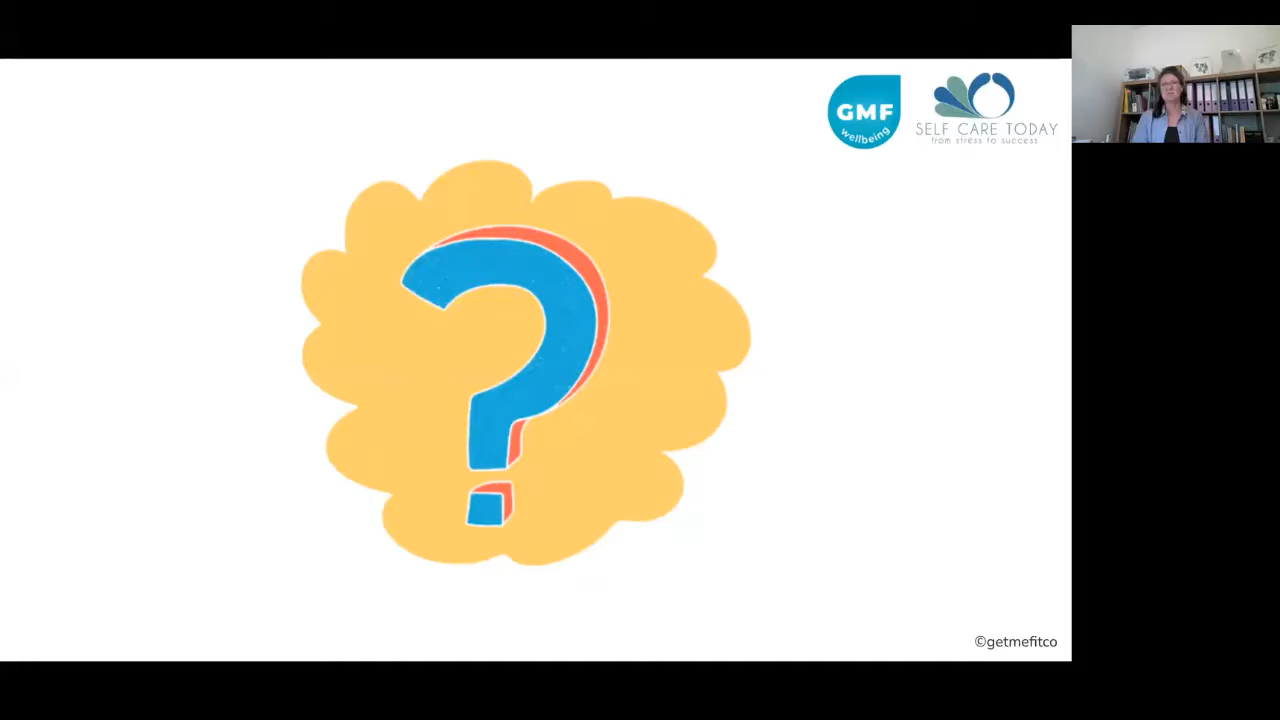 GMF
wellbeing
SELF CARE TODAY
from stress to success
?
©getmefitco